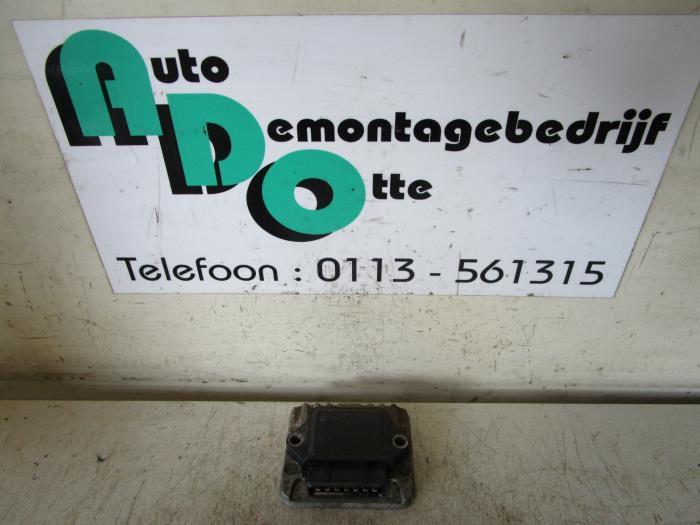 Auto
Demontagebedrijf
Otte
Telefoon : 0113 - 561315